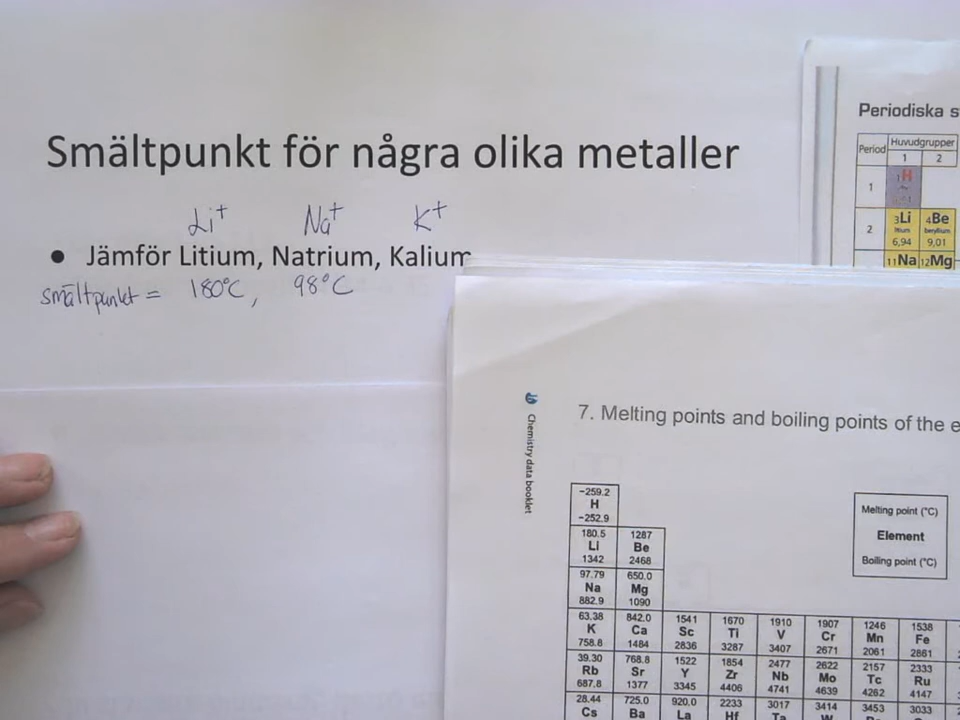 Smältpunkt för några olika metaller
Li⁺ Na⁺ K⁺
• Jämför Litium, Natrium, Kalium
smältpunkt = 180°C, 98°C
Periodiska s
Period Huvudgrupper
1 2
1
1H
2
3Li 4Be
litium beryllium
6,94 9,01
11Na 12Mg
Chemistry data booklet
7. Melting points and boiling points of the e
Melting point (°C)
Element
Boiling point (°C)
−259.2
H
−252.9
180.5 1287
Li Be
1342 2468
97.79 650.0
Na Mg
882.9 1090
63.38 842.0 1541 1670 1910 1907 1246 1538
K Ca Sc Ti V Cr Mn Fe
758.8 1484 2836 3287 3407 2671 2061 2861
39.30 768.8 1522 1854 2477 2622 2157 2333
Rb Sr Y Zr Nb Mo Tc Ru
687.8 1377 3345 4406 4741 4639 4262 4147
28.44 725.0 920.0 2233 3017 3414 3453 3033
Cs Ba La Hf Ta W Re Os